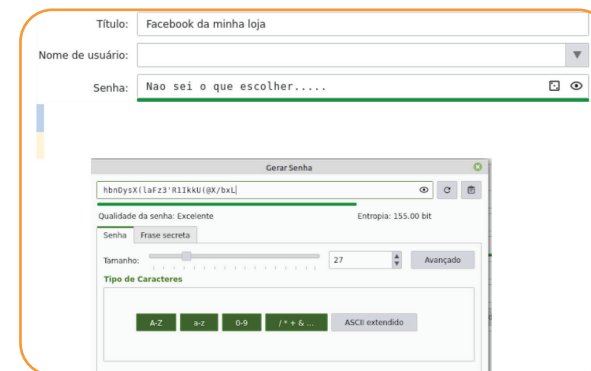 Título: Facebook da minha loja
Nome de usuário:
Senha: Nao sei o que escolher.....
Gerar Senha
hbnDysX(laFz3'R1IkkU(@X/bxL
Qualidade da senha: Excelente Entropia: 155.00 bit
Senha Frase secreta
Tamanho: 27 Avançado
Tipo de Caracteres
A-Z a-z 0-9 / * + & ... ASCII extendido